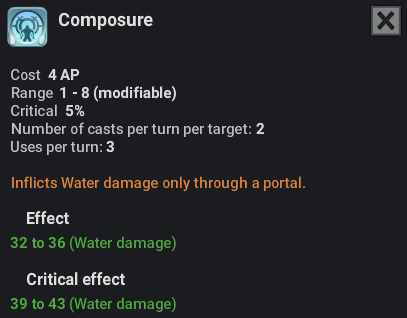 Composure
Cost 4 AP
Range 1 - 8 (modifiable)
Critical 5%
Number of casts per turn per target: 2
Uses per turn: 3
Inflicts Water damage only through a portal.
Effect
32 to 36 (Water damage)
Critical effect
39 to 43 (Water damage)